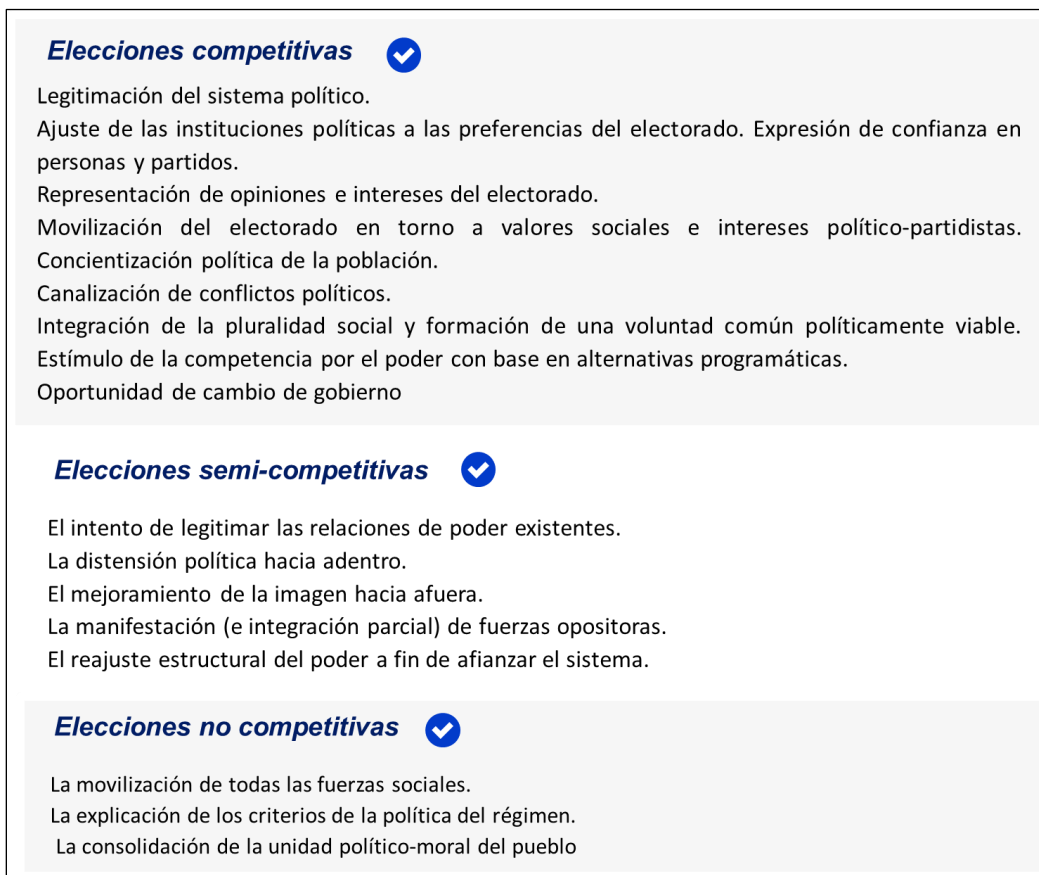 Elecciones competitivas
Legitimación del sistema político.
Ajuste de las instituciones políticas a las preferencias del electorado. Expresión de confianza en
personas y partidos.
Representación de opiniones e intereses del electorado.
Movilización del electorado en torno a valores sociales e intereses político-partidistas.
Concientización política de la población.
Canalización de conflictos políticos.
Integración de la pluralidad social y formación de una voluntad común políticamente viable.
Estímulo de la competencia por el poder con base en alternativas programáticas.
Oportunidad de cambio de gobierno
Elecciones semi-competitivas
El intento de legitimar las relaciones de poder existentes.
La distensión política hacia adentro.
El mejoramiento de la imagen hacia afuera.
La manifestación (e integración parcial) de fuerzas opositoras.
El reajuste estructural del poder a fin de afianzar el sistema.
Elecciones no competitivas
La movilización de todas las fuerzas sociales.
La explicación de los criterios de la política del régimen.
La consolidación de la unidad político-moral del pueblo